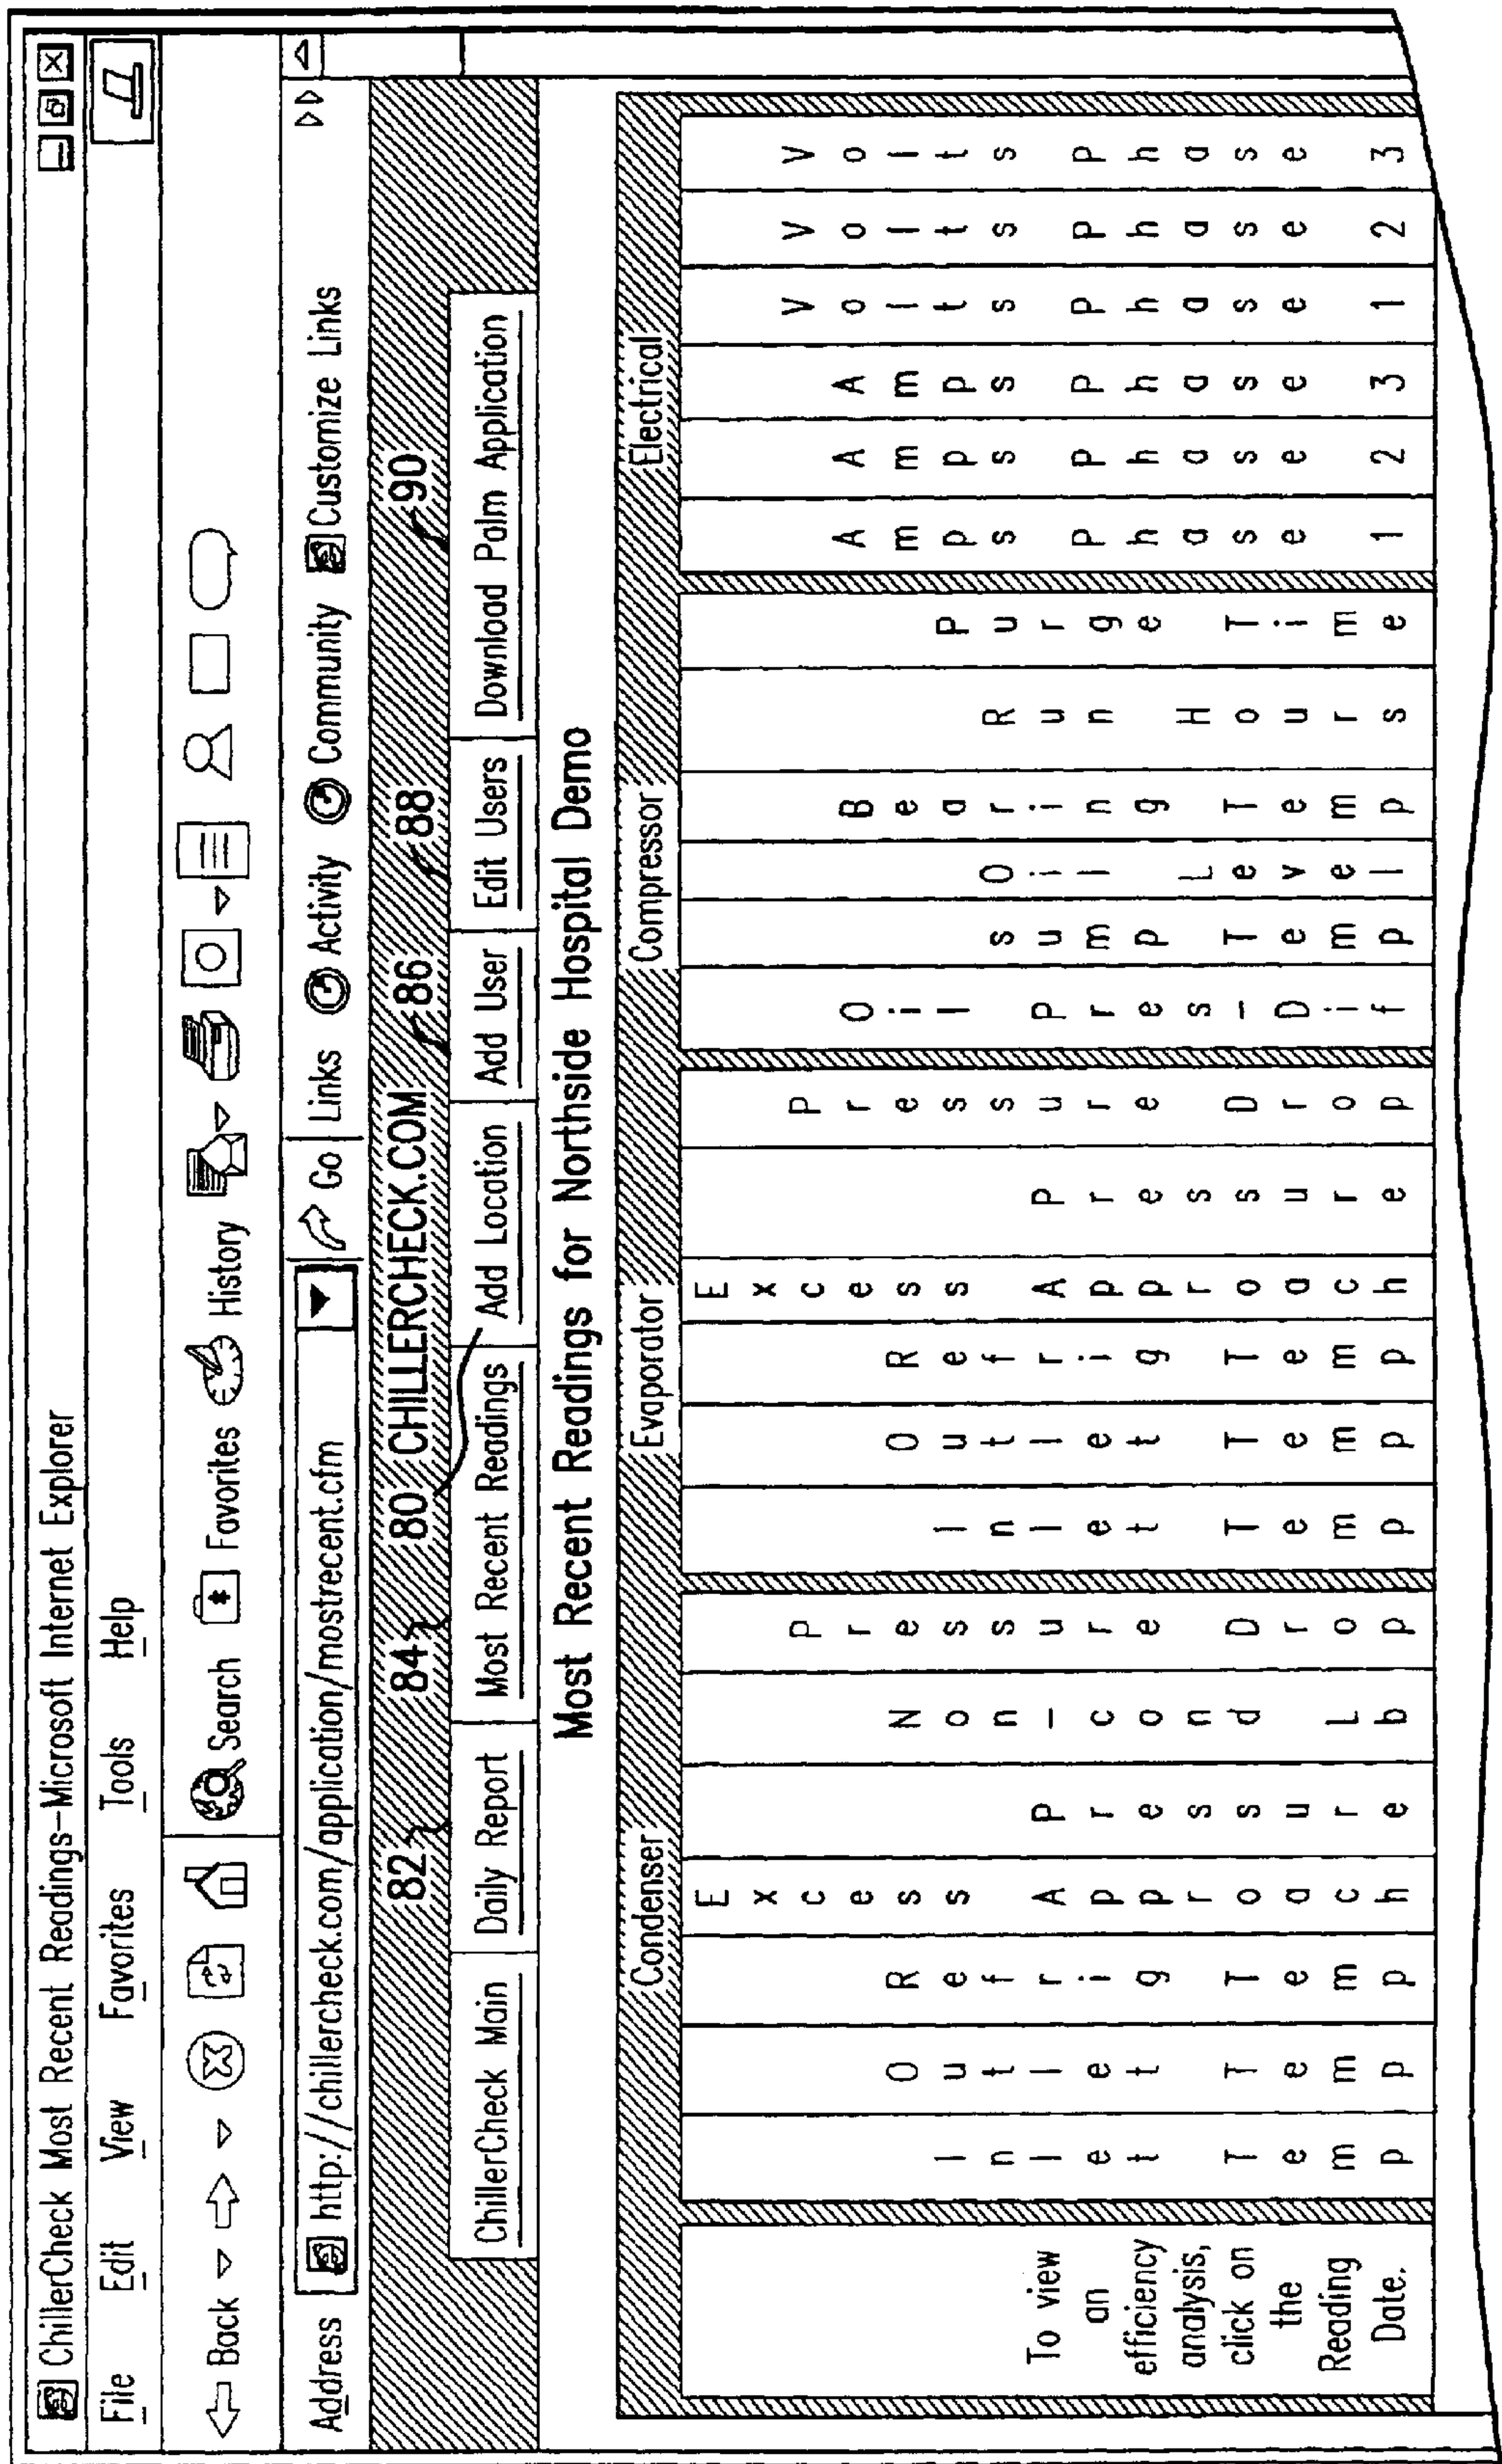 ChillerCheck Most Recent Readings-Microsoft Internet Explorer
File Edit View Favorites Tools Help
Back Search Favorites History
Address http://chillercheck.com/application/mostrecent.cfm Go Links Activity Community Customize Links
82 84 80 CHILLERCHECK.COM 86 88 90
ChillerCheck Main Daily Report Most Recent Readings Add Location Add User Edit Users Download Palm Application
Most Recent Readings for Northside Hospital Demo
Condenser Evaporator Compressor Electrical
To view
an
efficiency
analysis,
click on
the
Reading
Date.
Inlet Temp
Outlet Temp
Refrig Temp
Excess Approach
Pressure
Non-cond Lb
Pressure Drop
Inlet Temp
Outlet Temp
Refrig Temp
Excess Approach
Pressure
Pressure Drop
Oil Pres-Dif
sump Temp
Oil Level
Bearing Temp
Run Hours
Purge Time
Amps Phase 1
Amps Phase 2
Amps Phase 3
Volts Phase 1
Volts Phase 2
Volts Phase 3